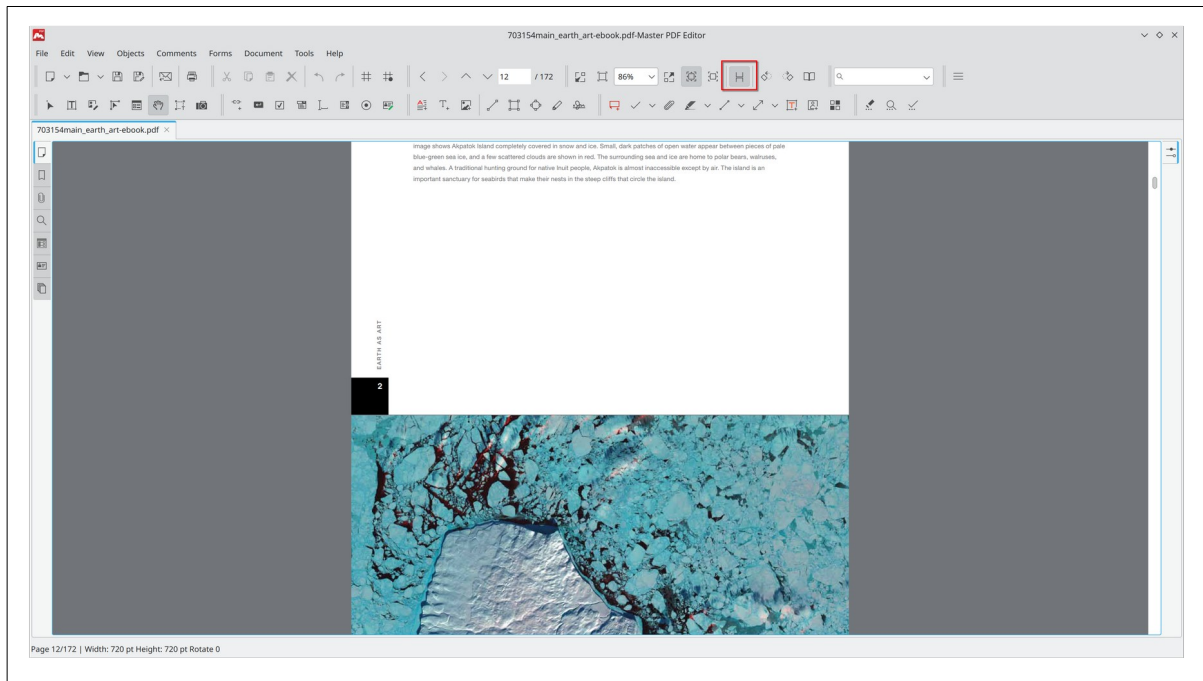 703154main_earth_art-ebook.pdf-Master PDF Editor
File Edit View Objects Comments Forms Document Tools Help
12 / 172 86%
703154main_earth_art-ebook.pdf
image shows Akpatok Island completely covered in snow and ice. Small, dark patches of open water appear between pieces of pale
blue-green sea ice, and a few scattered clouds are shown in red. The surrounding sea and ice are home to polar bears, walruses,
and whales. A traditional hunting ground for native Inuit people, Akpatok is almost inaccessible except by air. The island is an
important sanctuary for seabirds that make their nests in the steep cliffs that circle the island.
EARTH AS ART
2
Page 12/172 | Width: 720 pt Height: 720 pt Rotate 0